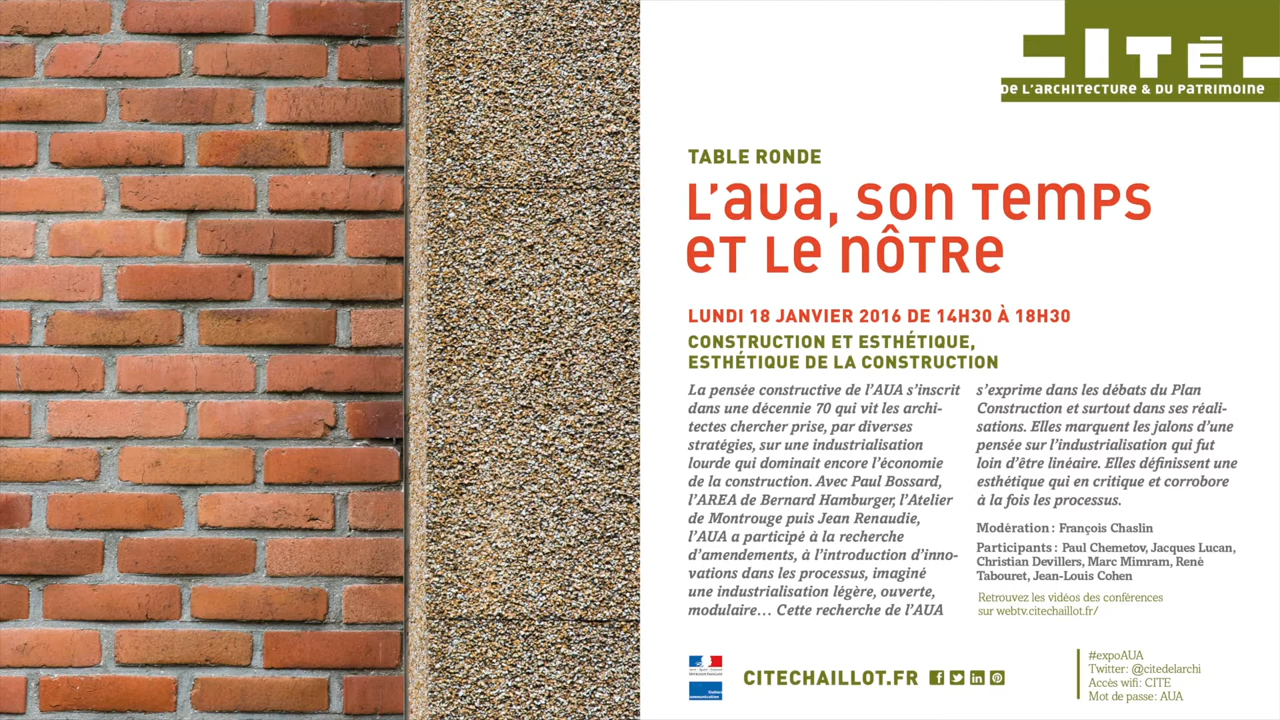 CITÉ
DE L'ARCHITECTURE & DU PATRIMOINE
TABLE RONDE
L'AUA, SON TEMPS
ET LE NÔTRE
LUNDI 18 JANVIER 2016 DE 14H30 À 18H30
CONSTRUCTION ET ESTHÉTIQUE,
ESTHÉTIQUE DE LA CONSTRUCTION
La pensée constructive de l'AUA s'inscrit
dans une décennie 70 qui vit les archi-
tectes chercher prise, par diverses
stratégies, sur une industrialisation
lourde qui dominait encore l'économie
de la construction. Avec Paul Bossard,
l'AREA de Bernard Hamburger, l'Atelier
de Montrouge puis Jean Renaudie,
l'AUA a participé à la recherche
d'amendements, à l'introduction d'inno-
vations dans les processus, imaginé
une industrialisation légère, ouverte,
modulaire… Cette recherche de l'AUA
s'exprime dans les débats du Plan
Construction et surtout dans ses réali-
sations. Elles marquent les jalons d'une
pensée sur l'industrialisation qui fut
loin d'être linéaire. Elles définissent une
esthétique qui en critique et corrobore
à la fois les processus.
Modération : François Chaslin
Participants : Paul Chemetov, Jacques Lucan,
Christian Devillers, Marc Mimram, Renè
Tabouret, Jean-Louis Cohen
Retrouvez les vidéos des conférences
sur webtv.citechaillot.fr/
CITECHAILLOT.FR
#expoAUA
Twitter: @citedelarchi
Accès wifi: CITE
Mot de passe: AUA